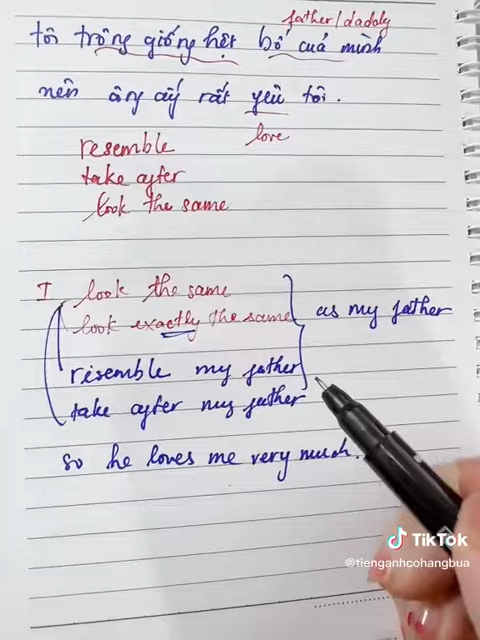 father/dadoly
tôi trông giống hệt bố của mình
nên ông ấy rất yêu tôi.
love
resemble
take after
look the same
I look the same
look exactly the same as my father
resemble my father
take after my father
so he loves me very much.
TikTok
@tienganhcohangbua